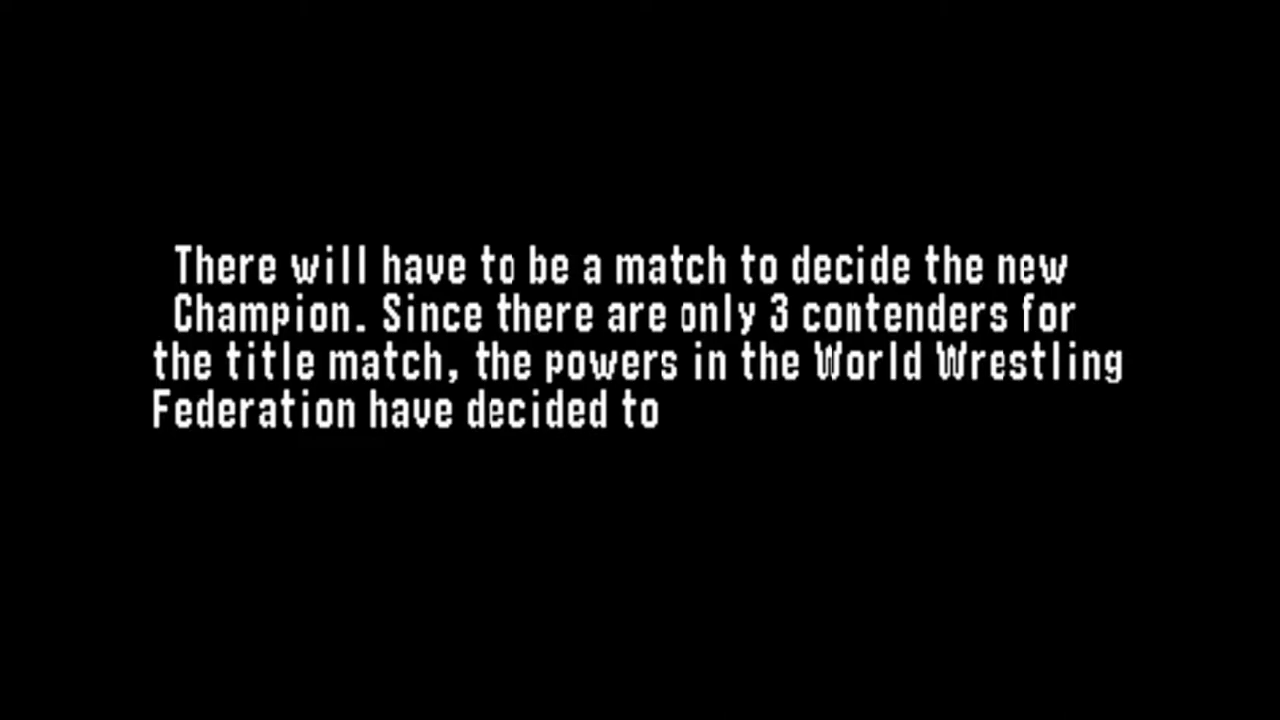 There will have to be a match to decide the new
Champion. Since there are only 3 contenders for
the title match, the powers in the World Wrestling
Federation have decided to